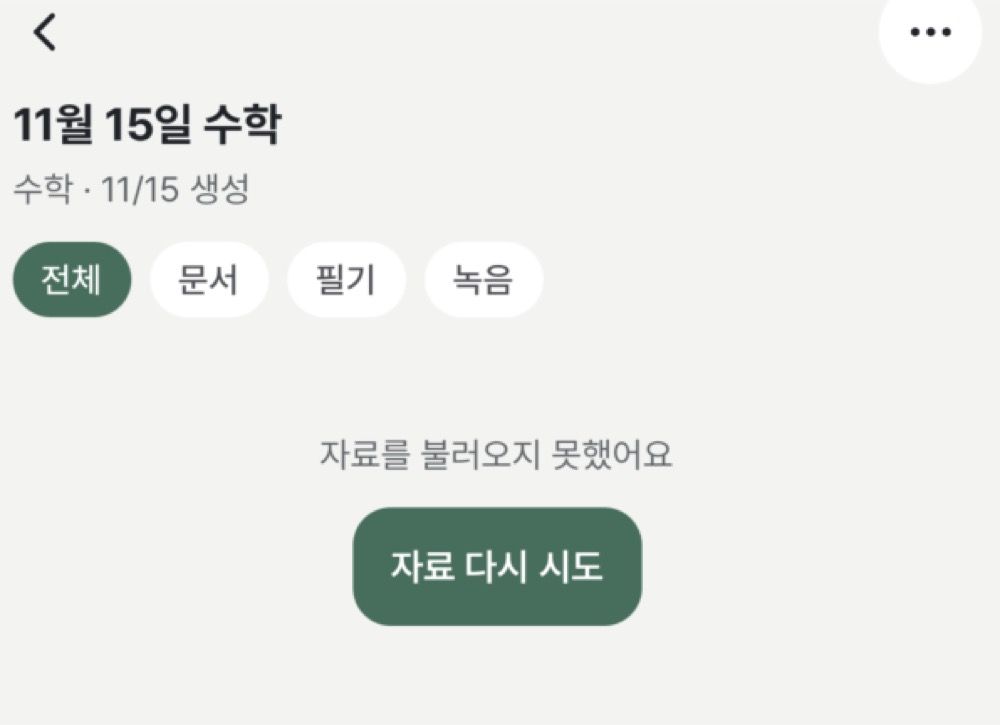 11월 15일 수학
수학 · 11/15 생성
전체 문서 필기 녹음
자료를 불러오지 못했어요
자료 다시 시도